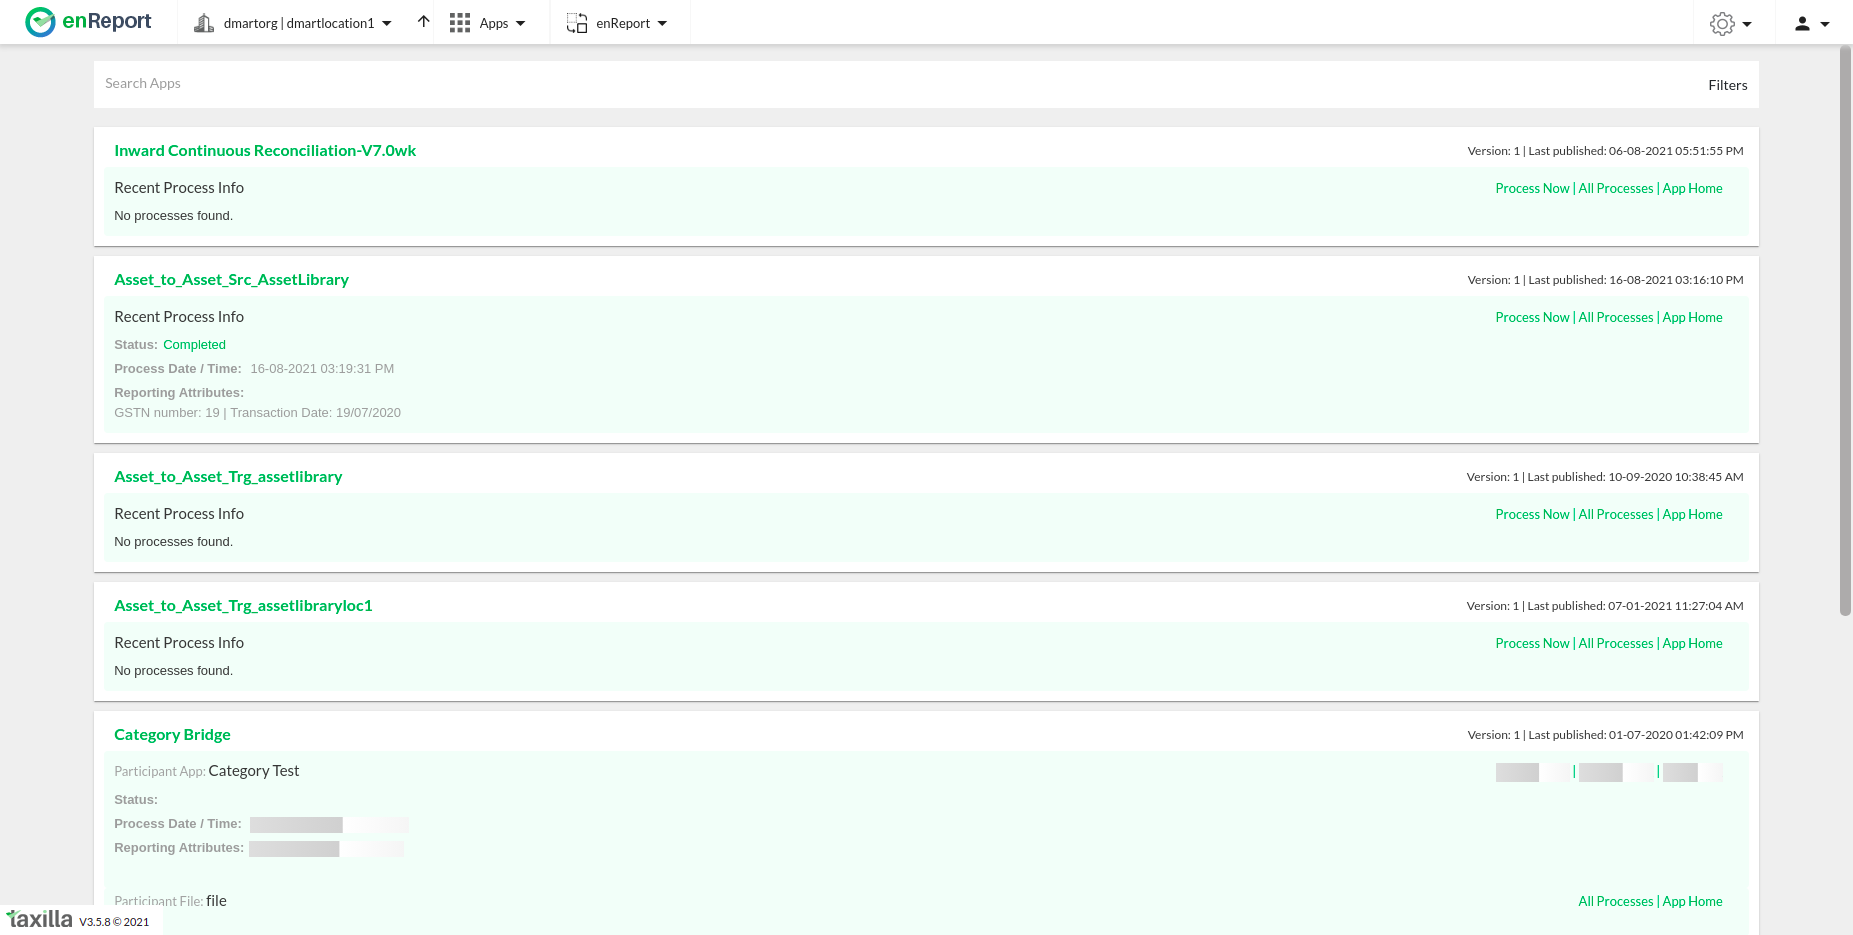 enReport
dmartorg | dmartlocation1
Apps
enReport
Search Apps
Filters
Inward Continuous Reconciliation-V7.0wk
Version: 1 | Last published: 06-08-2021 05:51:55 PM
Recent Process Info
Process Now | All Processes | App Home
No processes found.
Asset_to_Asset_Src_AssetLibrary
Version: 1 | Last published: 16-08-2021 03:16:10 PM
Recent Process Info
Process Now | All Processes | App Home
Status: Completed
Process Date / Time: 16-08-2021 03:19:31 PM
Reporting Attributes:
GSTN number: 19 | Transaction Date: 19/07/2020
Asset_to_Asset_Trg_assetlibrary
Version: 1 | Last published: 10-09-2020 10:38:45 AM
Recent Process Info
Process Now | All Processes | App Home
No processes found.
Asset_to_Asset_Trg_assetlibraryloc1
Version: 1 | Last published: 07-01-2021 11:27:04 AM
Recent Process Info
Process Now | All Processes | App Home
No processes found.
Category Bridge
Version: 1 | Last published: 01-07-2020 01:42:09 PM
Participant App: Category Test
| |
Status:
Process Date / Time:
Reporting Attributes:
Participant File: file
All Processes | App Home
taxilla V3.5.8 © 2021